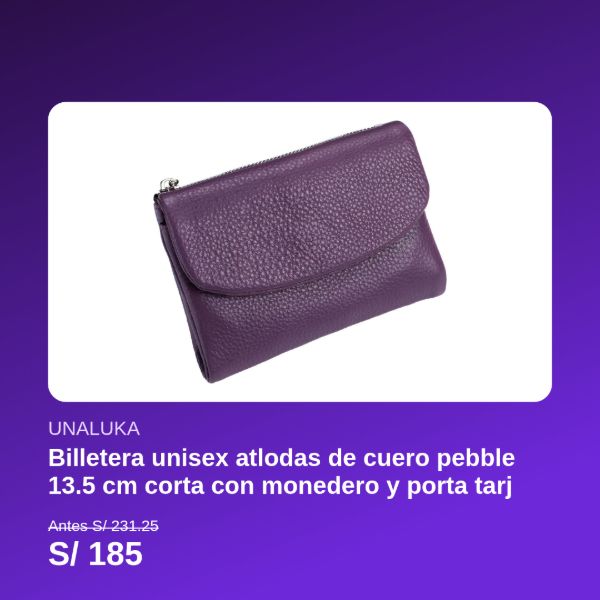 UNALUKA
Billetera unisex atlodas de cuero pebble
13.5 cm corta con monedero y porta tarj
Antes S/ 231.25
S/ 185